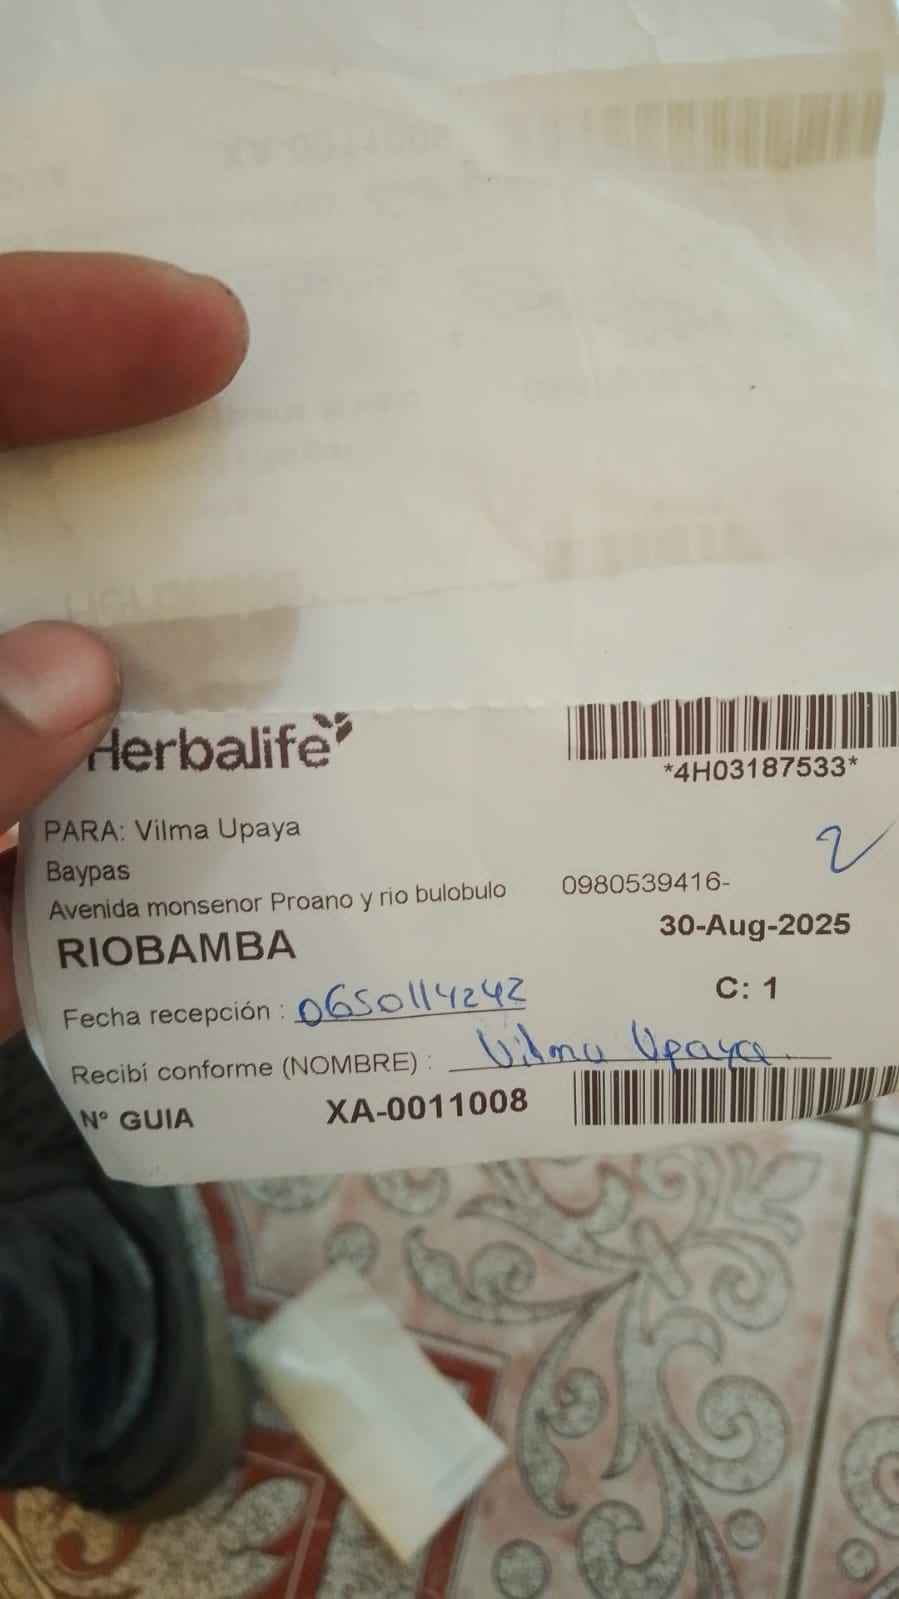 Herbalife
*4H03187533*
PARA: Vilma Upaya
Baypas
Avenida monsenor Proano y rio bulobulo
0980539416-
2
RIOBAMBA
30-Aug-2025
C: 1
Fecha recepción : 0650114242
Recibí conforme (NOMBRE) : Vilma Upaya
Nº GUIA XA-0011008